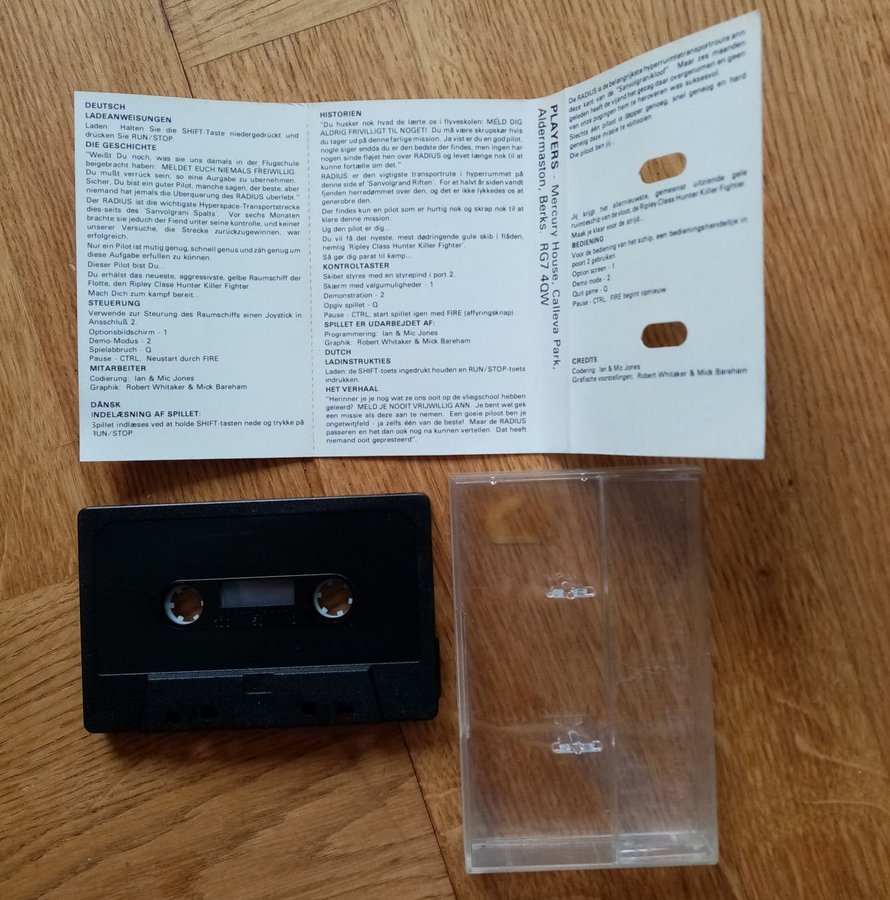 DEUTSCH
LADEANWEISUNGEN
Laden: Halten Sie die SHIFT-Taste niedergedrückt und
drücken Sie RUN/STOP.
DIE GESCHICHTE
"Weißt Du noch, was sie uns damals in der Flugschule
beigebracht haben: MELDET EUCH NIEMALS FREIWILLIG.
Du mußt verrück sein, so eine Aurgabe zu übernehmen.
Sicher, Du bist ein guter Pilot, manche sagen, der beste, aber
niemand hat jemals die Überquerung des RADIUS überlebt."
Der RADIUS ist die wichtigste Hyperspace-Transportstrecke
dies seits des 'Sanvolgrani Spalts'. Vor sechs Monaten
brachte sie jeduch der Fiend unter seine kontrolle, und keiner
unserer Versuche, die Strecke zurückzugewinnen, war
erfolgreich.
Nur ein Pilot ist mutig genug, schnell genus und zäh genug um
diese Aufgabe erfullen zu können.
Dieser Pilot bist Du...
Du erhälst das neueste, aggressivste, gelbe Raumschiff der
Flotte, den Ripley Clase Hunter Killer Fighter.
Mach Dich zum kampf bereit...
STEUERUNG
Verwende zur Steurung des Raumschiffs einen Joystick in
Ansschluß 2.
Optionsbildschirm - 1
Demo-Modus - 2
Spielabbruch - Q
Pause - CTRL. Neustart durch FIRE
MITARBEITER
Codierung: Ian & Mic Jones
Graphik: Robert Whitaker & Mick Bareham
DÄNSK
INDELÆSNING AF SPILLET:
Spillet indlæses ved at holde SHIFT-tasten nede og trykke på
RUN/STOP.
HISTORIEN
"Du husker nok hvad de lærte os i flyveskolen: MELD DIG
ALDRIG FRIVILLIGT TIL NOGET! Du må være skrupskør hvis
du tager ud på denne farlige mission. Ja vist er du en god pilot,
nogle siger endda du er den bedste der findes, men ingen har
nogen sinde fløjet hen over RADIUS og levet længe nok til at
kunne fortælle om det."
RADIUS er den vigtigste transportrute i hyperrummet på
denne side af 'Sanvolgrand Riften'. For et halvt år siden vandt
fjenden herredømmet over den, og det er ikke lykkedes os at
generobre den.
Der findes kun en pilot som er hurtig nok og skrap nok til at
klare denne mission.
Ug den pilot er dig...
Du vil få det nyeste, mest dødringende gule skib i flåden,
nemlig 'Ripley Class Hunter Killer Fighter'.
Så gør dig parat til kamp...
KONTROLTASTER
Skibet styres med en styrepind i port 2.
Skærm med valgumuligheder - 1
Demonstration - 2
Opgiv spillet - Q
Pause - CTRL, start spillet igen med FIRE (affyringsknap)
SPILLET ER UDARBEJDET AF:
Programmering: Ian & Mic Jones
Graphik: Robert Whitaker & Mick Bareham
DUTCH
LADINSTRUKTIES
Laden: de SHIFT-toets ingedrukt houden en RUN/STOP-toets
indrukken.
HET VERHAAL
"Herinner je je nog wat ze ons ooit op de vliegschool hebben
geleerd? MELD JE NOOIT VRIJWILLIG ANN. Je bent wel gek
een missie als deze aan te nemen. Een goeie piloot ben je
ongetwijfeld - ja zelfs één van de beste! Maar de RADIUS
passeren en het dan ook nog na kunnen vertellen. Dat heeft
niemand ooit gepresteerd".
PLAYERS · Mercury House, Calleva Park,
Aldermaston, Berks. RG7 4QW
De RADIUS is de belangrijkste hyperruimtetransportroute ann
deze kant van de "Sanvolgranikloof". Maar zes maanden
geleden heeft de vijand het gezag daar overgenomen en geen
van onze pogingen hem te heroveren was suksesvol.
Slechts één piloot is dapper genoeg, snel genoeg en hard
genoeg deze missie te voltooien.
Die piloot ben jij...
Jij krijgt het allernieuwste, gemeenst uitziende gele
ruimteschip van de vloot, de Ripley Class Hunter Killer Fighter.
Maak je klaar voor de strijd...
BEDIENING
Voor de bediening van het schip, een bedieningshendeltje in
poort 2 gebruiken.
Option screen - 1
Demo mode - 2
Quit game - Q
Pause - CTRL, FIRE begint opnieuw.
CREDITS
Codering: Ian & Mic Jones
Grafische voorstellingen: Robert Whitaker & Mick Bareham